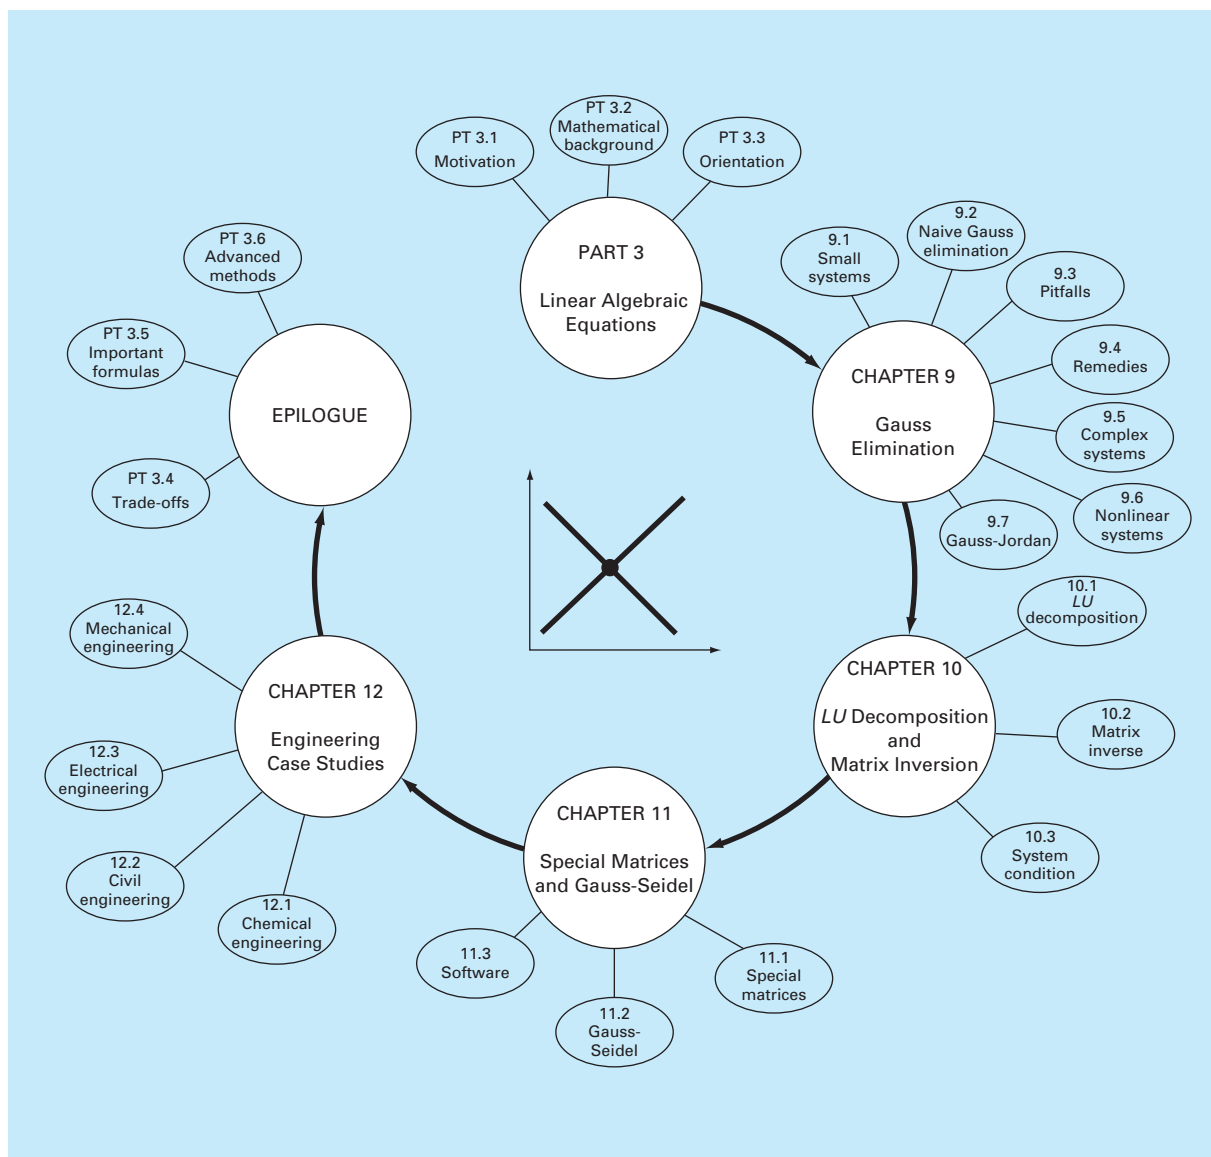 PT 3.1
Motivation
PT 3.2
Mathematical
background
PT 3.3
Orientation
PART 3
Linear Algebraic
Equations
9.1
Small
systems
9.2
Naive Gauss
elimination
9.3
Pitfalls
9.4
Remedies
9.5
Complex
systems
9.6
Nonlinear
systems
9.7
Gauss-Jordan
CHAPTER 9
Gauss
Elimination
10.1
LU
decomposition
10.2
Matrix
inverse
10.3
System
condition
CHAPTER 10
LU Decomposition
and
Matrix Inversion
CHAPTER 11
Special Matrices
and Gauss-Seidel
11.1
Special
matrices
11.2
Gauss-
Seidel
11.3
Software
CHAPTER 12
Engineering
Case Studies
12.1
Chemical
engineering
12.2
Civil
engineering
12.3
Electrical
engineering
12.4
Mechanical
engineering
EPILOGUE
PT 3.4
Trade-offs
PT 3.5
Important
formulas
PT 3.6
Advanced
methods